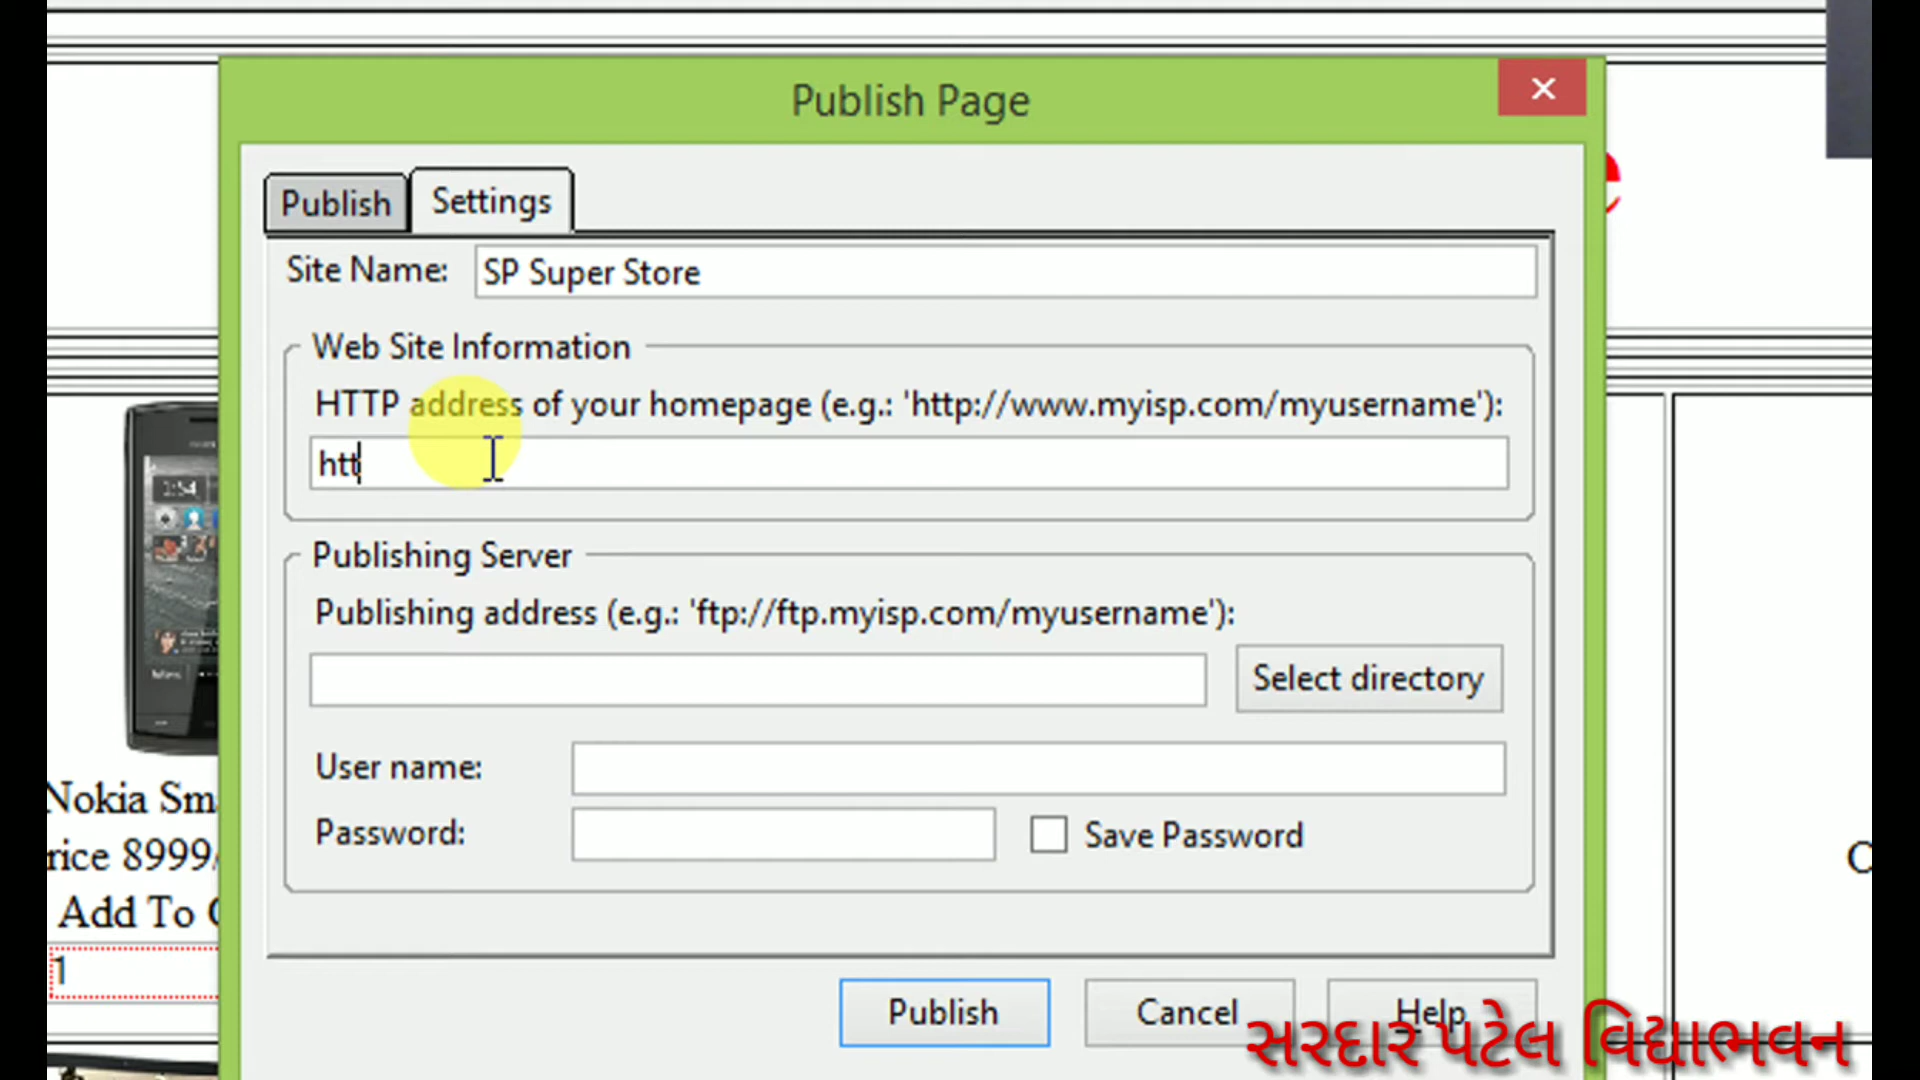 Publish Page
Publish
Settings
Site Name:
SP Super Store
Web Site Information
HTTP address of your homepage (e.g.: 'http://www.myisp.com/myusername'):
htt
Publishing Server
Publishing address (e.g.: 'ftp://ftp.myisp.com/myusername'):
Select directory
1:54
User name:
Nokia Sm
Password:
Save Password
rice 8999/
Add To
1
Publish
Cancel
Help
સરદાર પટેલ વિદ્યાભવન